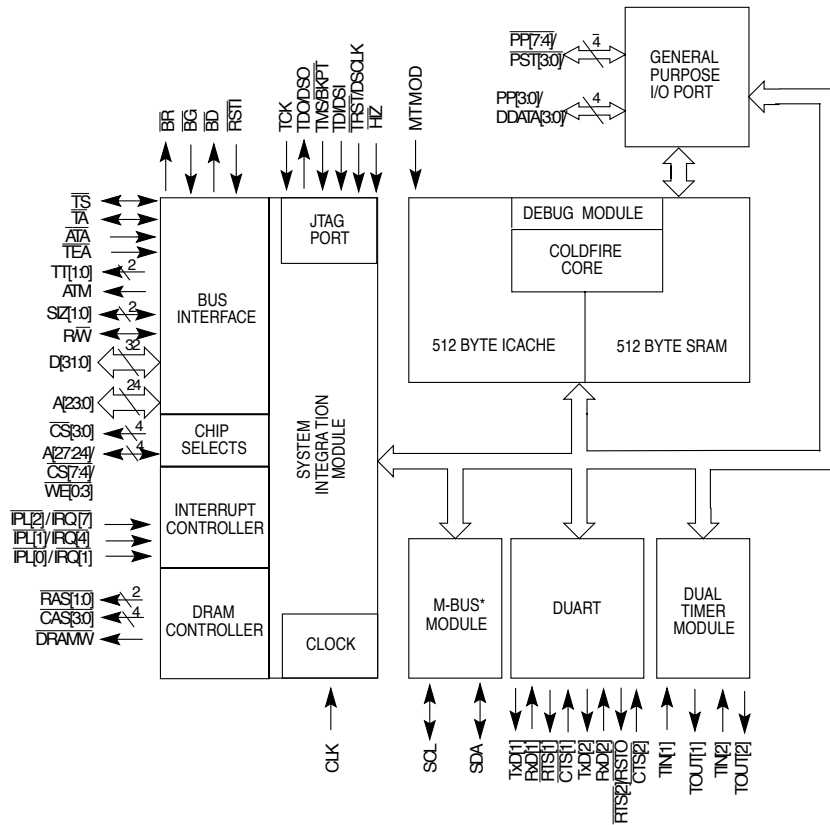 PP[7:4]/
PST[3:0]/
4
PP[3:0]/
DDATA[3:0]/
4
GENERAL
PURPOSE
I/O PORT
BR
BG
BD
RSTI
TCK
TDO/DSO
TMS/BKPT
TDI/DSI
TRST/DSCLK
HIZ
MTMOD
TS
TA
ATA
TEA
TT[1:0]
2
ATM
SIZ[1:0]
2
R/W
D[31:0]
32
A[23:0]
24
CS[3:0]
4
A[27:24]/
4
CS[7:4]/
WE[0:3]
IPL[2]/IRQ[7]
IPL[1]/IRQ[4]
IPL[0]/IRQ[1]
RAS[1:0]
2
CAS[3:0]
4
DRAMW
BUS
INTERFACE
CHIP
SELECTS
INTERRUPT
CONTROLLER
DRAM
CONTROLLER
JTAG
PORT
SYSTEM
INTEGRATION
MODULE
CLOCK
CLK
DEBUG MODULE
COLDFIRE
CORE
512 BYTE ICACHE
512 BYTE SRAM
M-BUS*
MODULE
DUART
DUAL
TIMER
MODULE
SCL
SDA
TxD[1]
RxD[1]
RTS[1]
CTS[1]
TxD[2]
RxD[2]
RTS[2]/RSTO
CTS[2]
TIN[1]
TOUT[1]
TIN[2]
TOUT[2]